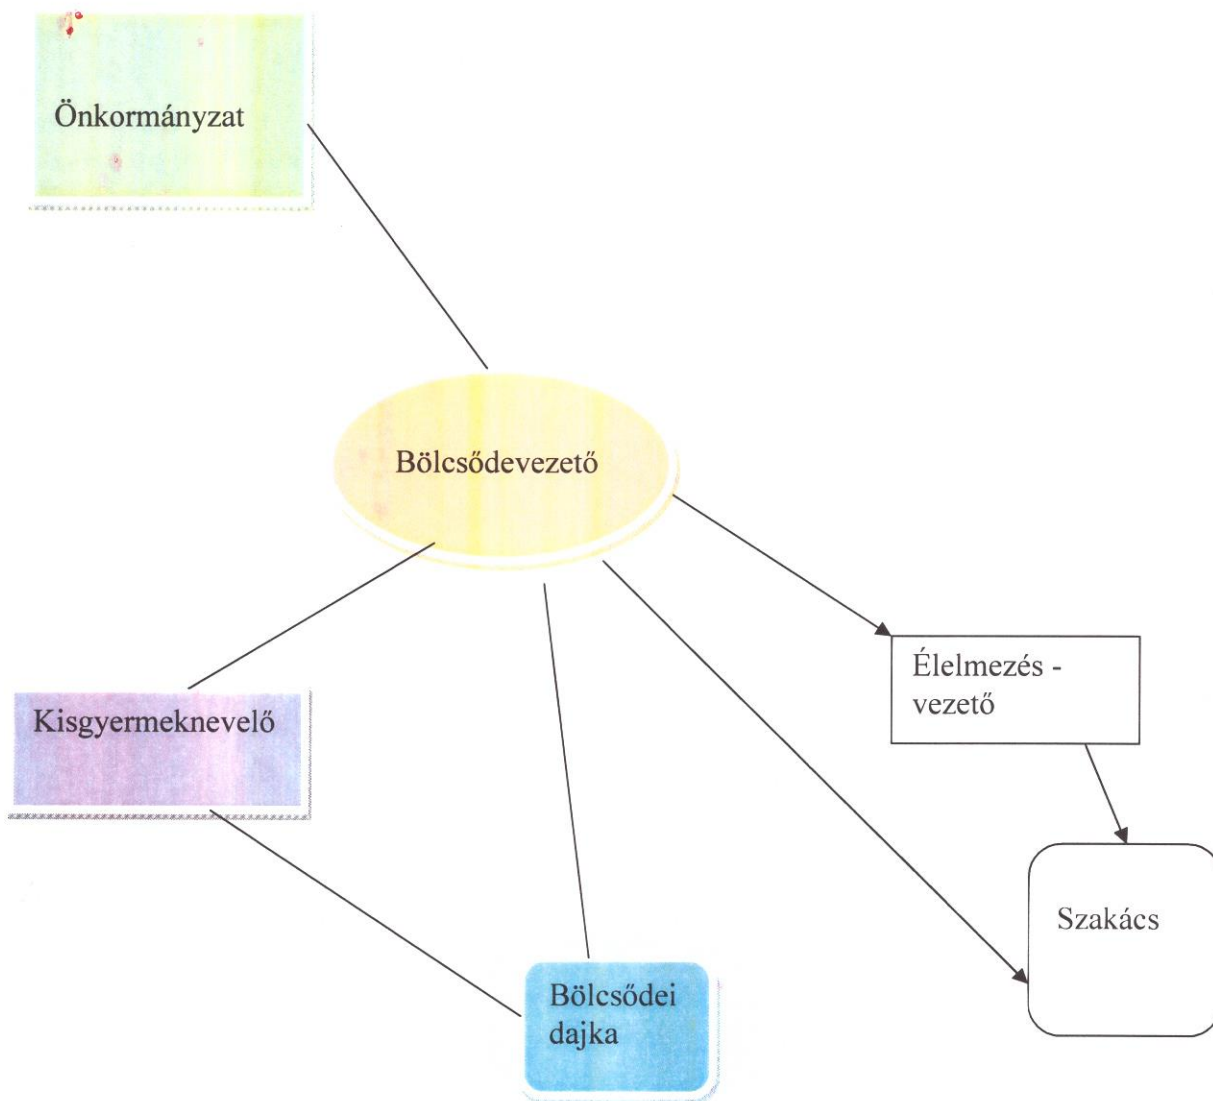 Önkormányzat
Bölcsődevezető
Kisgyermeknevelő
Élelmezés -
vezető
Szakács
Bölcsődei
dajka